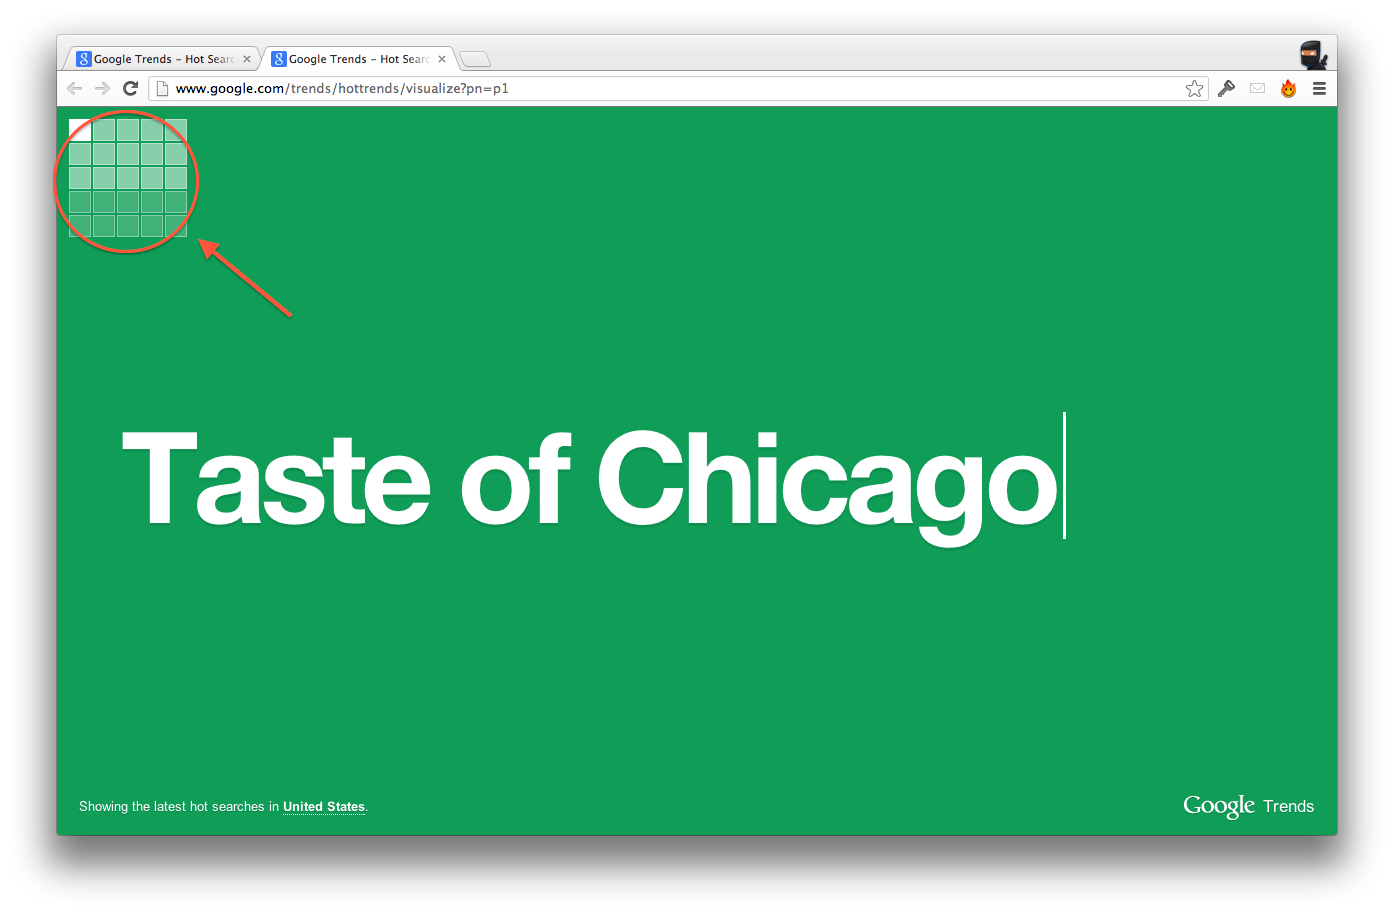 Google Trends – Hot Searc
Google Trends – Hot Searc
www.google.com/trends/hottrends/visualize?pn=p1
Taste of Chicago
Showing the latest hot searches in United States.
Google Trends